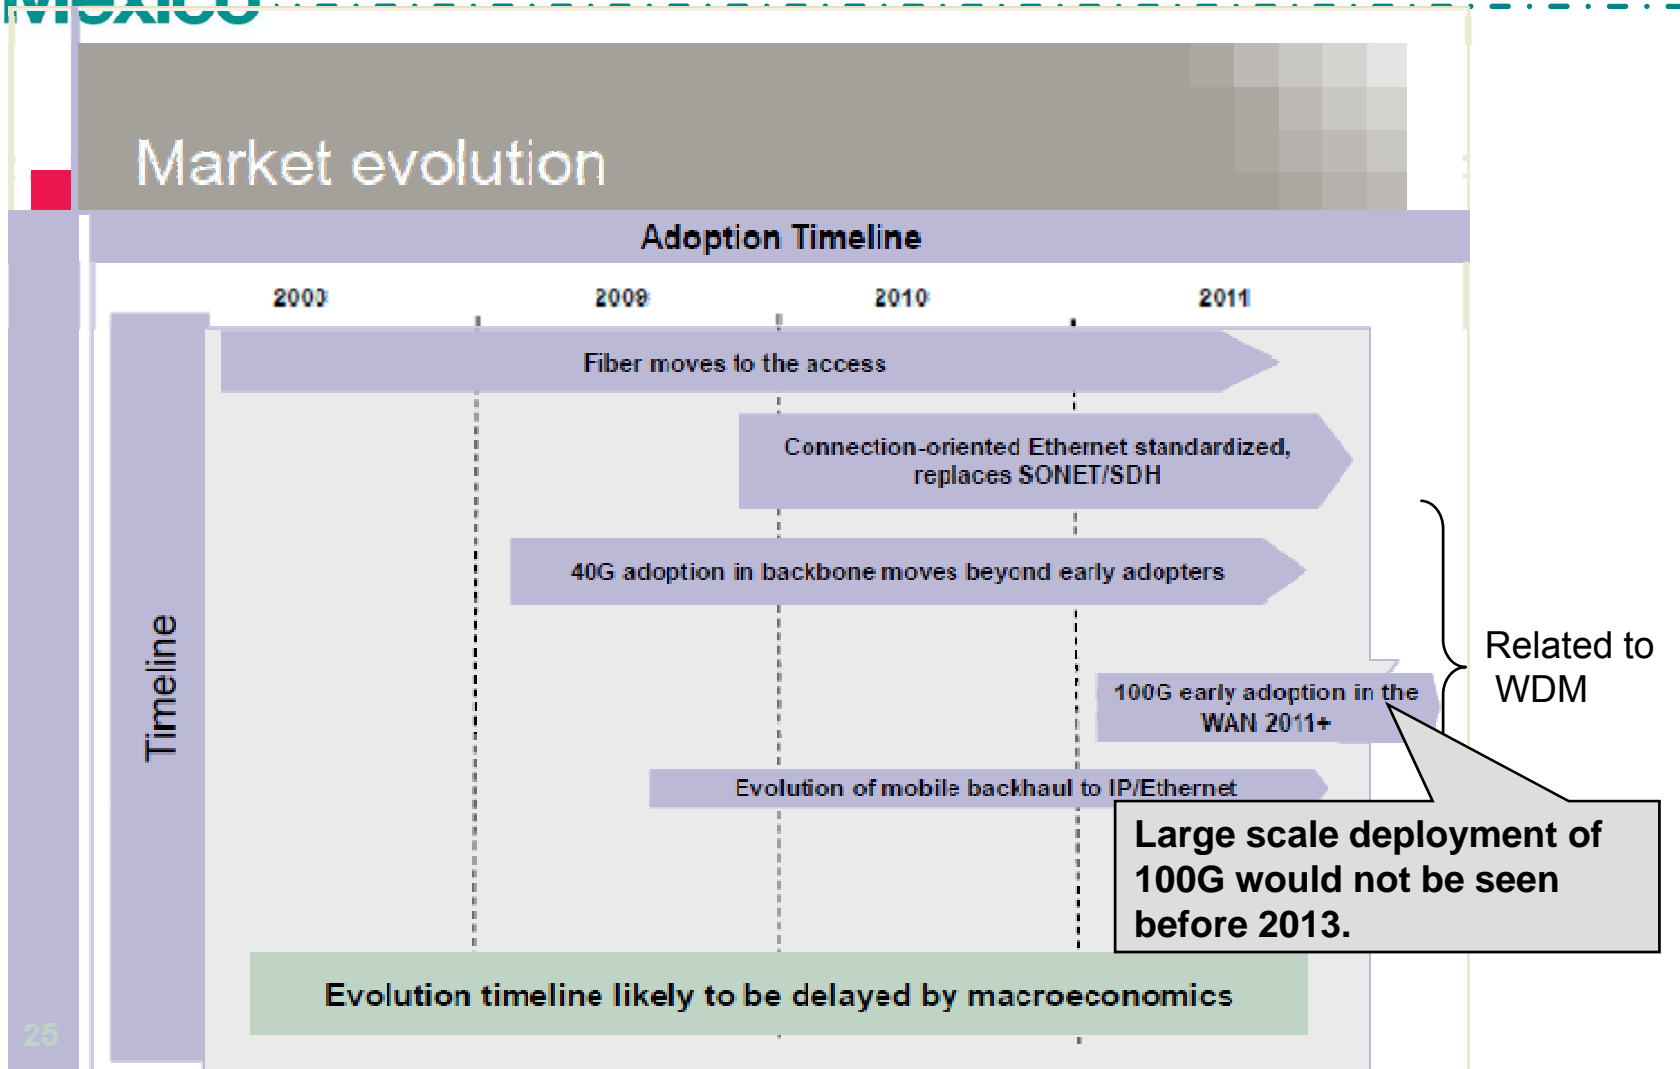 Mexico
Market evolution
Adoption Timeline
2009
2010
2011
Fiber moves to the access
Connection-oriented Ethernet standardized,
replaces SONET/SDH
40G adoption in backbone moves beyond early adopters
Related to
WDM
100G early adoption in the
WAN 2011+
Timeline
Evolution of mobile backhaul to IP/Ethernet
Large scale deployment of
100G would not be seen
before 2013.
Evolution timeline likely to be delayed by macroeconomics
25